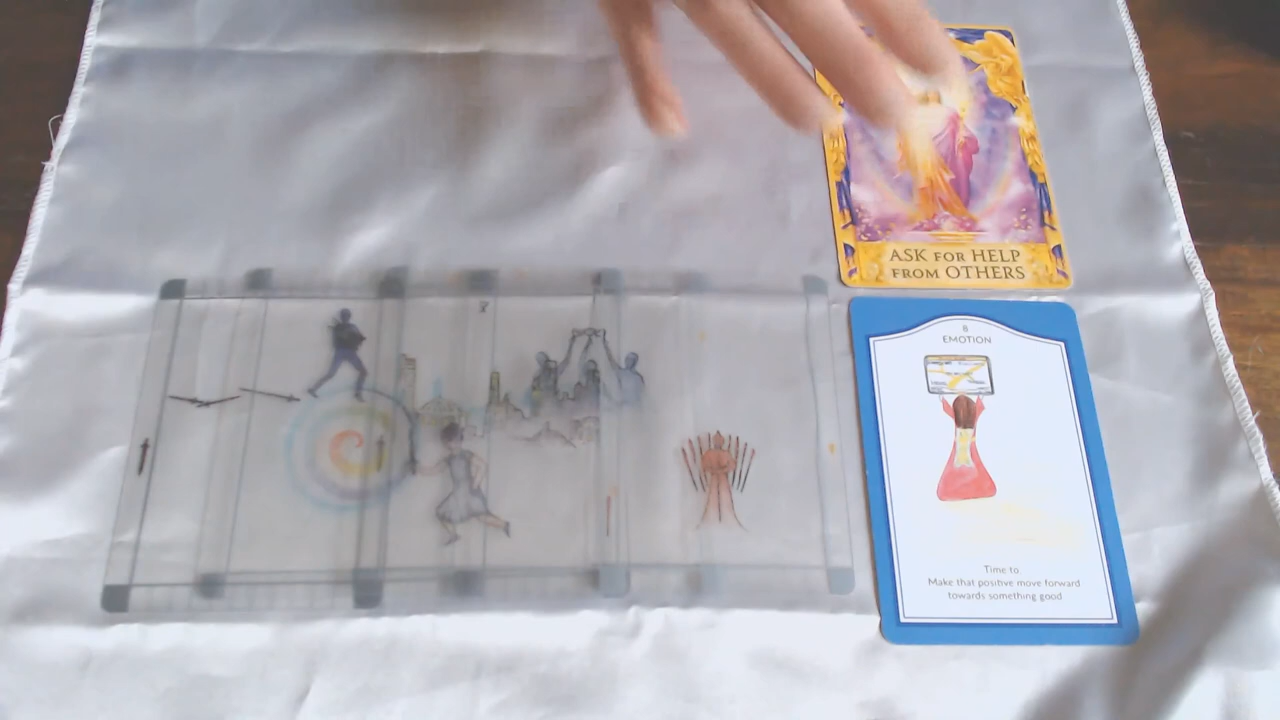 ASK FOR HELP
FROM OTHERS
8
EMOTION
Time to
Make that positive move forward
towards something good